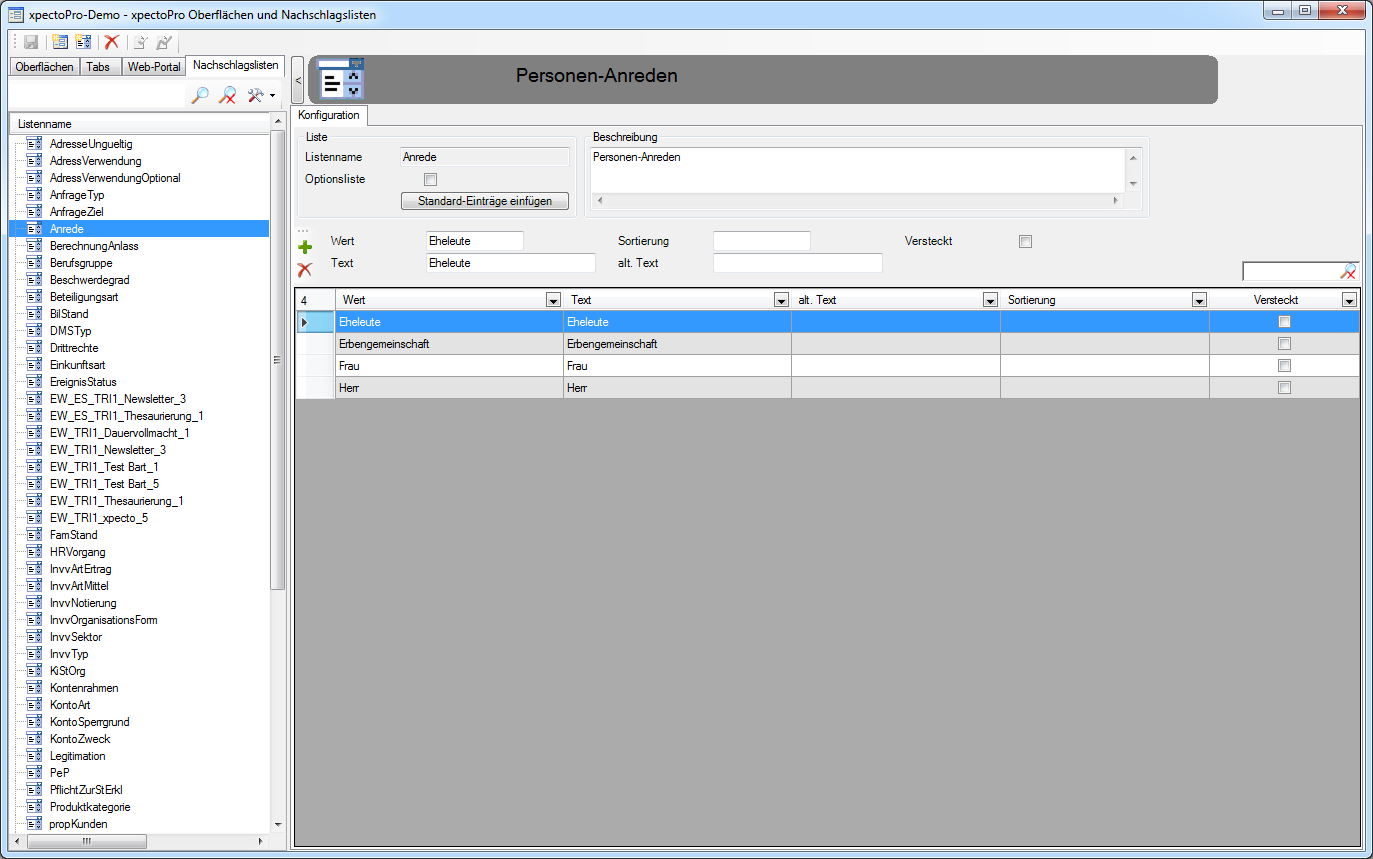 xpectoPro-Demo - xpectoPro Oberflächen und Nachschlagslisten
Oberflächen Tabs Web-Portal Nachschlagslisten
Listenname
AdresseUngueltig
AdressVerwendung
AdressVerwendungOptional
AnfrageTyp
AnfrageZiel
Anrede
BerechnungAnlass
Berufsgruppe
Beschwerdegrad
Beteiligungsart
BilStand
DMSTyp
Drittrechte
Einkunftsart
EreignisStatus
EW_ES_TRI1_Newsletter_3
EW_ES_TRI1_Thesaurierung_1
EW_TRI1_Dauervollmacht_1
EW_TRI1_Newsletter_3
EW_TRI1_Test Bart_1
EW_TRI1_Test Bart_5
EW_TRI1_Thesaurierung_1
EW_TRI1_xpecto_5
FamStand
HRVorgang
InvvArtErtrag
InvvArtMittel
InvvNotierung
InvvOrganisationsForm
InvvSektor
InvvTyp
KiStOrg
Kontenrahmen
KontoArt
KontoSperrgrund
KontoZweck
Legitimation
PeP
PflichtZurStErkl
Produktkategorie
propKunden
<
Personen-Anreden
Konfiguration
Liste
Listenname Anrede
Optionsliste
Standard-Einträge einfügen
Beschreibung
Personen-Anreden
Wert Eheleute Sortierung Versteckt
Text Eheleute alt. Text
4 Wert Text alt. Text Sortierung Versteckt
Eheleute Eheleute
Erbengemeinschaft Erbengemeinschaft
Frau Frau
Herr Herr